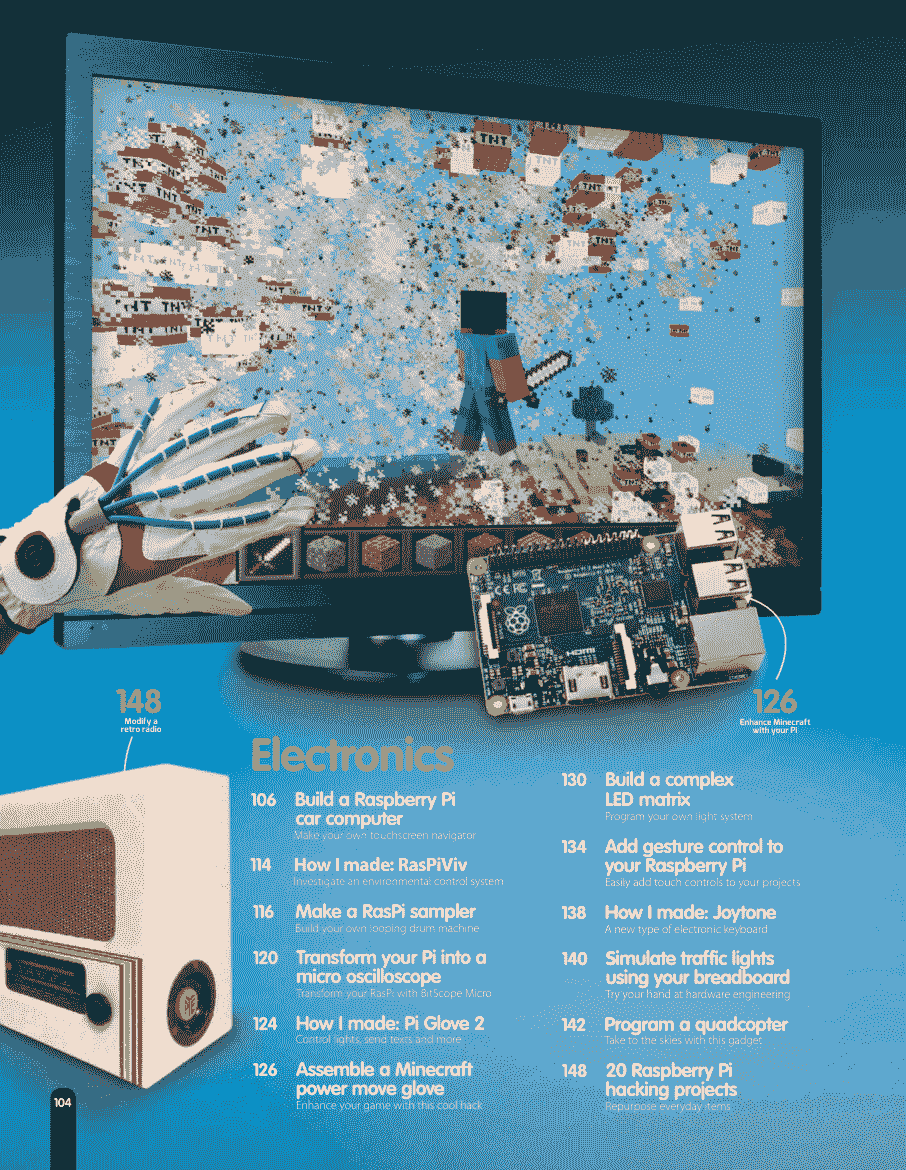 TNT
TNT
TNT
TNT
TNT
TNT
HDMI
148
Modify a
retro radio
126
Enhance Minecraft
with your Pi
Electronics
106 Build a Raspberry Pi
car computer
Make your own touchscreen navigator
114 How I made: RasPiViv
Investigate an environmental control system
116 Make a RasPi sampler
Build your own looping drum machine
120 Transform your Pi into a
micro oscilloscope
Transform your RasPi with BitScope Micro
124 How I made: Pi Glove 2
Control lights, send texts and more
126 Assemble a Minecraft
power move glove
Enhance your game with this cool hack
130 Build a complex
LED matrix
Program your own light system
134 Add gesture control to
your Raspberry Pi
Easily add touch controls to your projects
138 How I made: Joytone
A new type of electronic keyboard
140 Simulate traffic lights
using your breadboard
Try your hand at hardware engineering
142 Program a quadcopter
Take to the skies with this gadget
148 20 Raspberry Pi
hacking projects
Repurpose everyday items
104